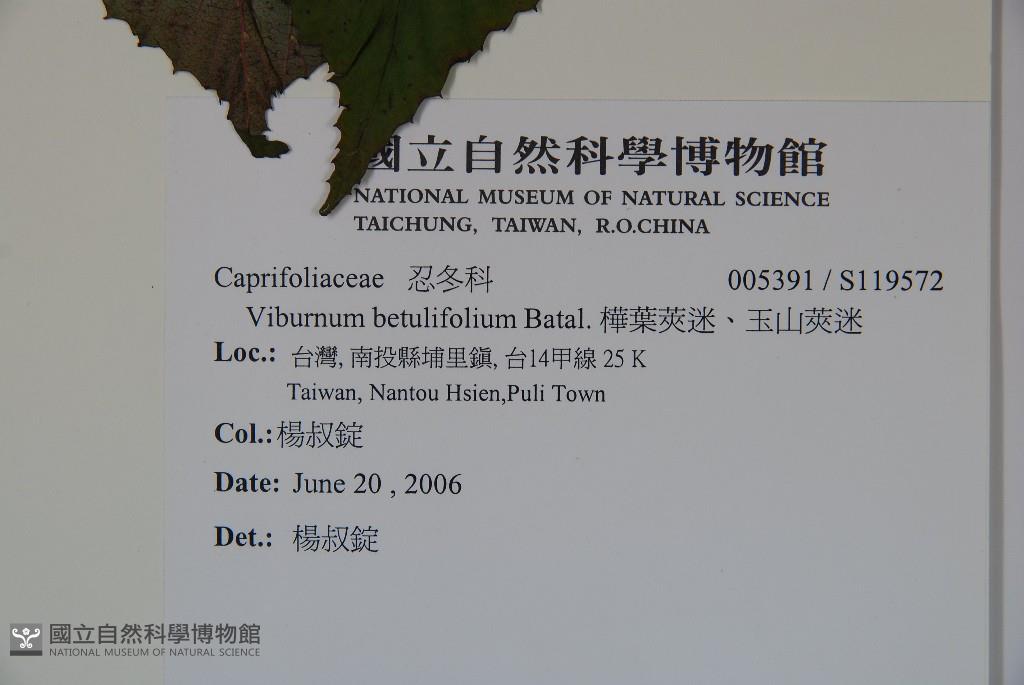 國立自然科學博物館
NATIONAL MUSEUM OF NATURAL SCIENCE
TAICHUNG, TAIWAN, R.O.CHINA
Caprifoliaceae 忍冬科 005391 / S119572
Viburnum betulifolium Batal. 樺葉莢迷、玉山莢迷
Loc.: 台灣, 南投縣埔里鎮, 台14甲線 25 K
Taiwan, Nantou Hsien,Puli Town
Col.: 楊叔錠
Date: June 20 , 2006
Det.: 楊叔錠
國立自然科學博物館
NATIONAL MUSEUM OF NATURAL SCIENCE